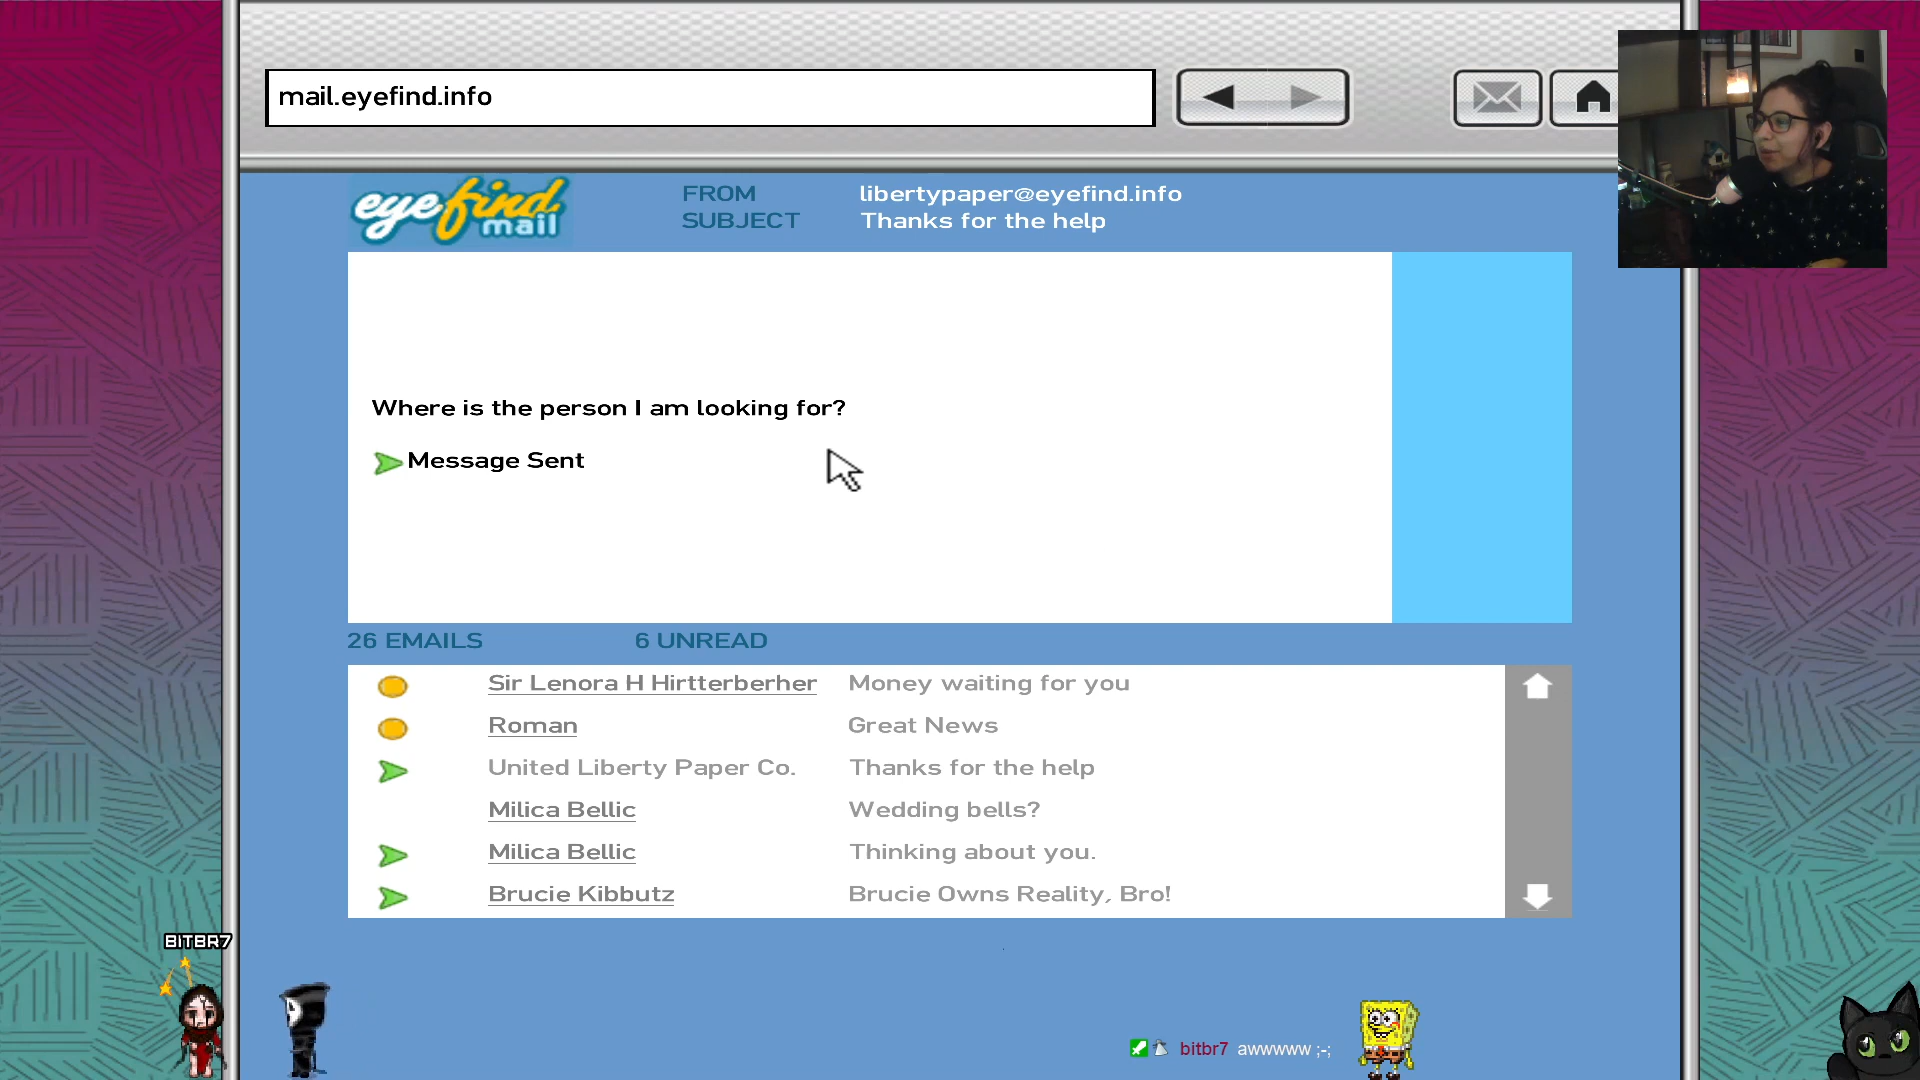 mail.eyefind.info
eyefind mail
FROM libertypaper@eyefind.info
SUBJECT Thanks for the help
Where is the person I am looking for?
Message Sent
26 EMAILS 6 UNREAD
Sir Lenora H Hirtterberher Money waiting for you
Roman Great News
United Liberty Paper Co. Thanks for the help
Milica Bellic Wedding bells?
Milica Bellic Thinking about you.
Brucie Kibbutz Brucie Owns Reality, Bro!
BITBR7
bitbr7 awwwww ;-;